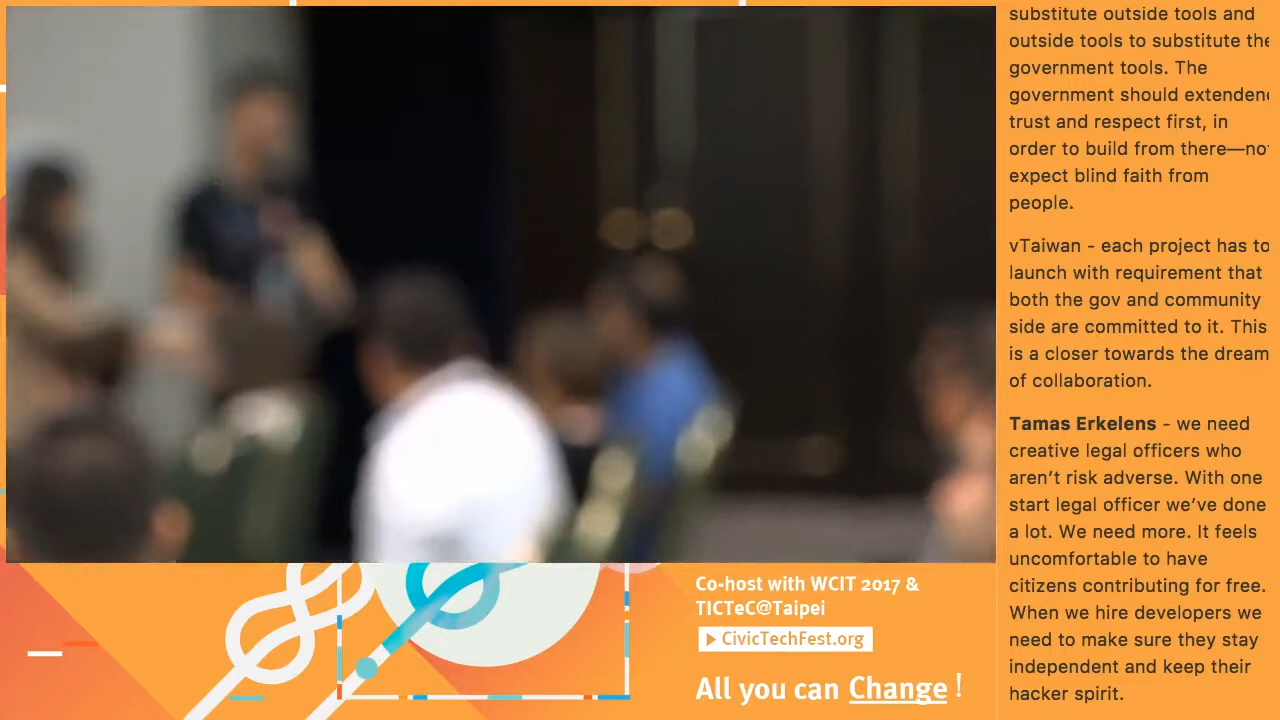 substitute outside tools and
outside tools to substitute the
government tools. The
government should extenden
trust and respect first, in
order to build from there—not
expect blind faith from
people.
vTaiwan - each project has to
launch with requirement that
both the gov and community
side are committed to it. This
is a closer towards the dream
of collaboration.
Tamas Erkelens - we need
creative legal officers who
aren't risk adverse. With one
start legal officer we've done
a lot. We need more. It feels
uncomfortable to have
citizens contributing for free.
When we hire developers we
need to make sure they stay
independent and keep their
hacker spirit.
Co-host with WCIT 2017 &
TICTeC@Taipei
CivicTechFest.org
All you can Change !